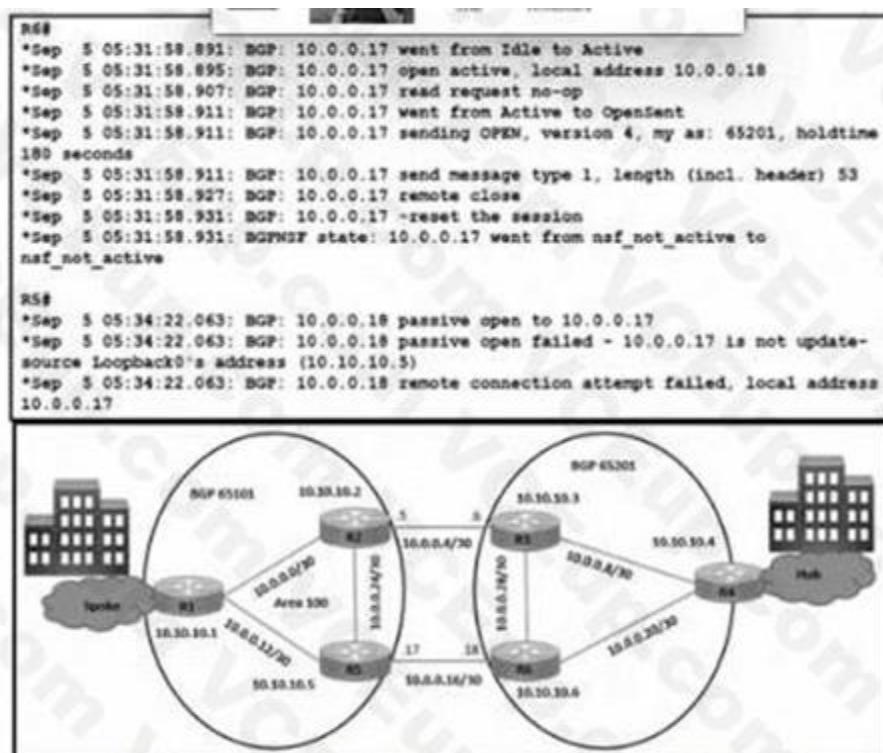 R6#
*Sep 5 05:31:58.891: BGP: 10.0.0.17 went from Idle to Active
*Sep 5 05:31:58.895: BGP: 10.0.0.17 open active, local address 10.0.0.18
*Sep 5 05:31:58.907: BGP: 10.0.0.17 read request no-op
*Sep 5 05:31:58.911: BGP: 10.0.0.17 went from Active to OpenSent
*Sep 5 05:31:58.911: BGP: 10.0.0.17 sending OPEN, version 4, my as: 65201, holdtime
180 seconds
*Sep 5 05:31:58.911: BGP: 10.0.0.17 send message type 1, length (incl. header) 53
*Sep 5 05:31:58.927: BGP: 10.0.0.17 remote close
*Sep 5 05:31:58.931: BGP: 10.0.0.17 -reset the session
*Sep 5 05:31:58.931: BGPNSF state: 10.0.0.17 went from nsf_not_active to
nsf_not_active
R5#
*Sep 5 05:34:22.063: BGP: 10.0.0.18 passive open to 10.0.0.17
*Sep 5 05:34:22.063: BGP: 10.0.0.18 passive open failed - 10.0.0.17 is not update-
source Loopback0's address (10.10.10.5)
*Sep 5 05:34:22.063: BGP: 10.0.0.18 remote connection attempt failed, local address
10.0.0.17
BGP 65101
BGP 65201
10.10.10.2
10.10.10.3
.5
.6
R2
R3
10.0.0.4/30
10.10.10.4
10.0.0.0/30
10.0.0.24/30
10.0.0.28/30
10.0.0.8/30
Spoke
R1
Area 100
R4
Hub
10.10.10.1
10.0.0.12/30
10.0.0.20/30
.17
18
R5
R6
10.10.10.5
10.0.0.16/30
10.10.10.6